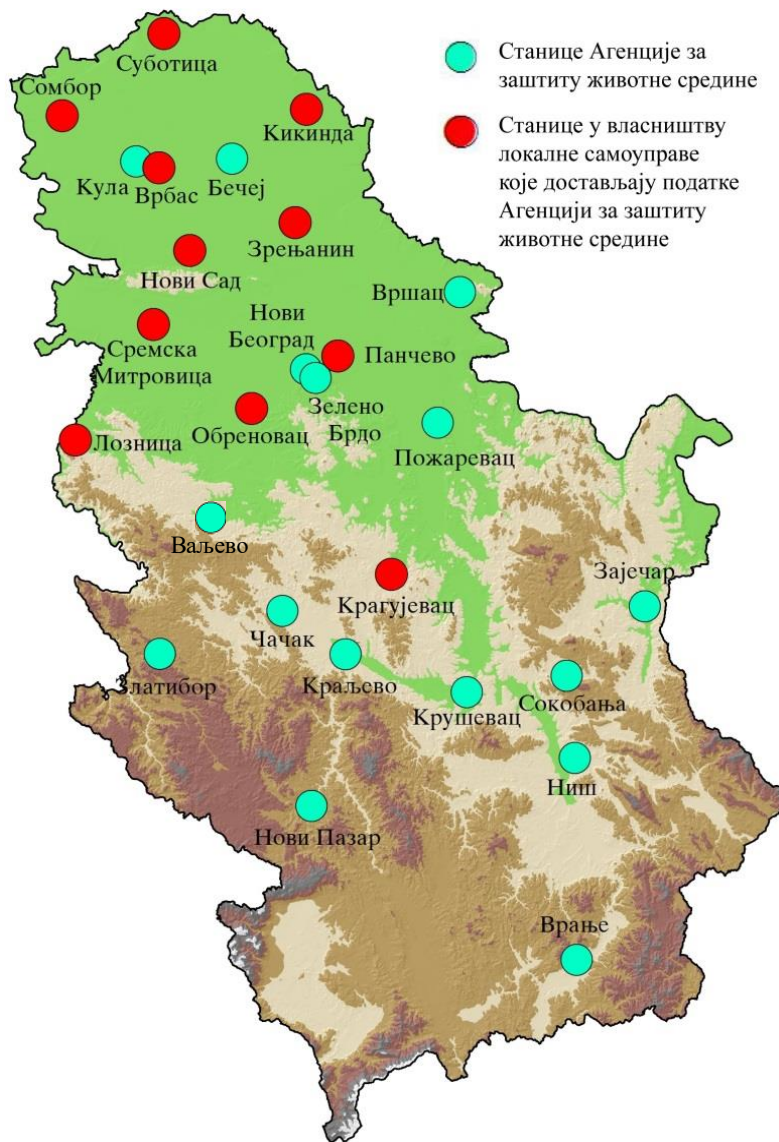 Суботица
Станице Агенције за
заштиту животне средине
Сомбор
Кикинда
Станице у власништву
локалне самоуправе
које достављају податке
Агенцији за заштиту
животне средине
Кула
Врбас
Бечеј
Зрењанин
Нови Сад
Вршац
Нови
Београд
Сремска
Митровица
Панчево
Зелено
Брдо
Обреновац
Лозница
Пожаревац
Ваљево
Зајечар
Крагујевац
Чачак
Златибор
Краљево
Крушевац
Сокобања
Ниш
Нови Пазар
Врање